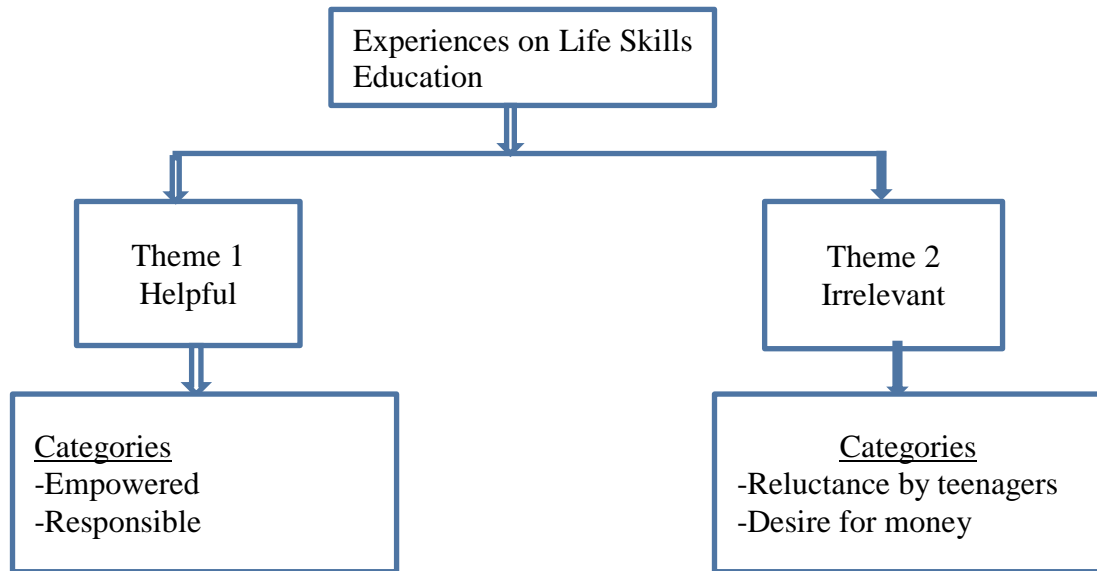 Experiences on Life Skills
Education
Theme 1
Helpful
Theme 2
Irrelevant
Categories
-Empowered
-Responsible
Categories
-Reluctance by teenagers
-Desire for money